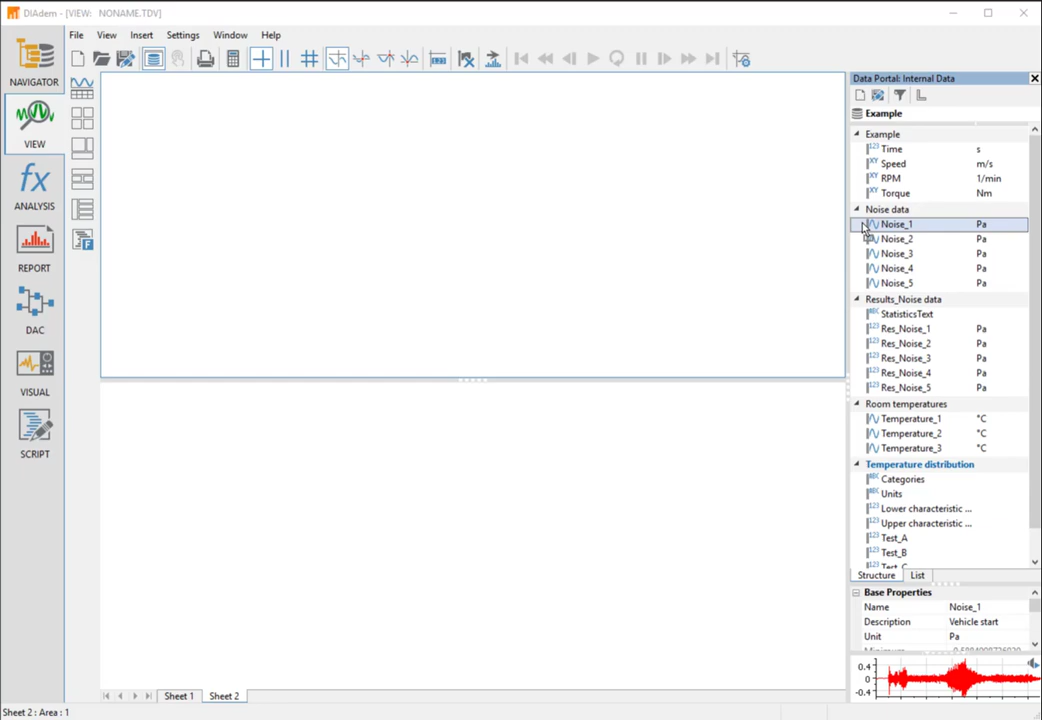 DIAdem - [VIEW:   NONAME.TDV]
File View Insert Settings Window Help
NAVIGATOR
VIEW
fx
ANALYSIS
REPORT
DAC
VISUAL
SCRIPT
Data Portal: Internal Data
Example
Example
Time s
Speed m/s
RPM 1/min
Torque Nm
Noise data
Noise_1 Pa
Noise_2 Pa
Noise_3 Pa
Noise_4 Pa
Noise_5 Pa
Results_Noise data
StatisticsText
Res_Noise_1 Pa
Res_Noise_2 Pa
Res_Noise_3 Pa
Res_Noise_4 Pa
Res_Noise_5 Pa
Room temperatures
Temperature_1 °C
Temperature_2 °C
Temperature_3 °C
Temperature distribution
Categories
Units
Lower characteristic ...
Upper characteristic ...
Test_A
Test_B
Structure List
Base Properties
Name Noise_1
Description Vehicle start
Unit Pa
0.4
0
-0.4
Sheet 1 Sheet 2
Sheet 2 : Area : 1